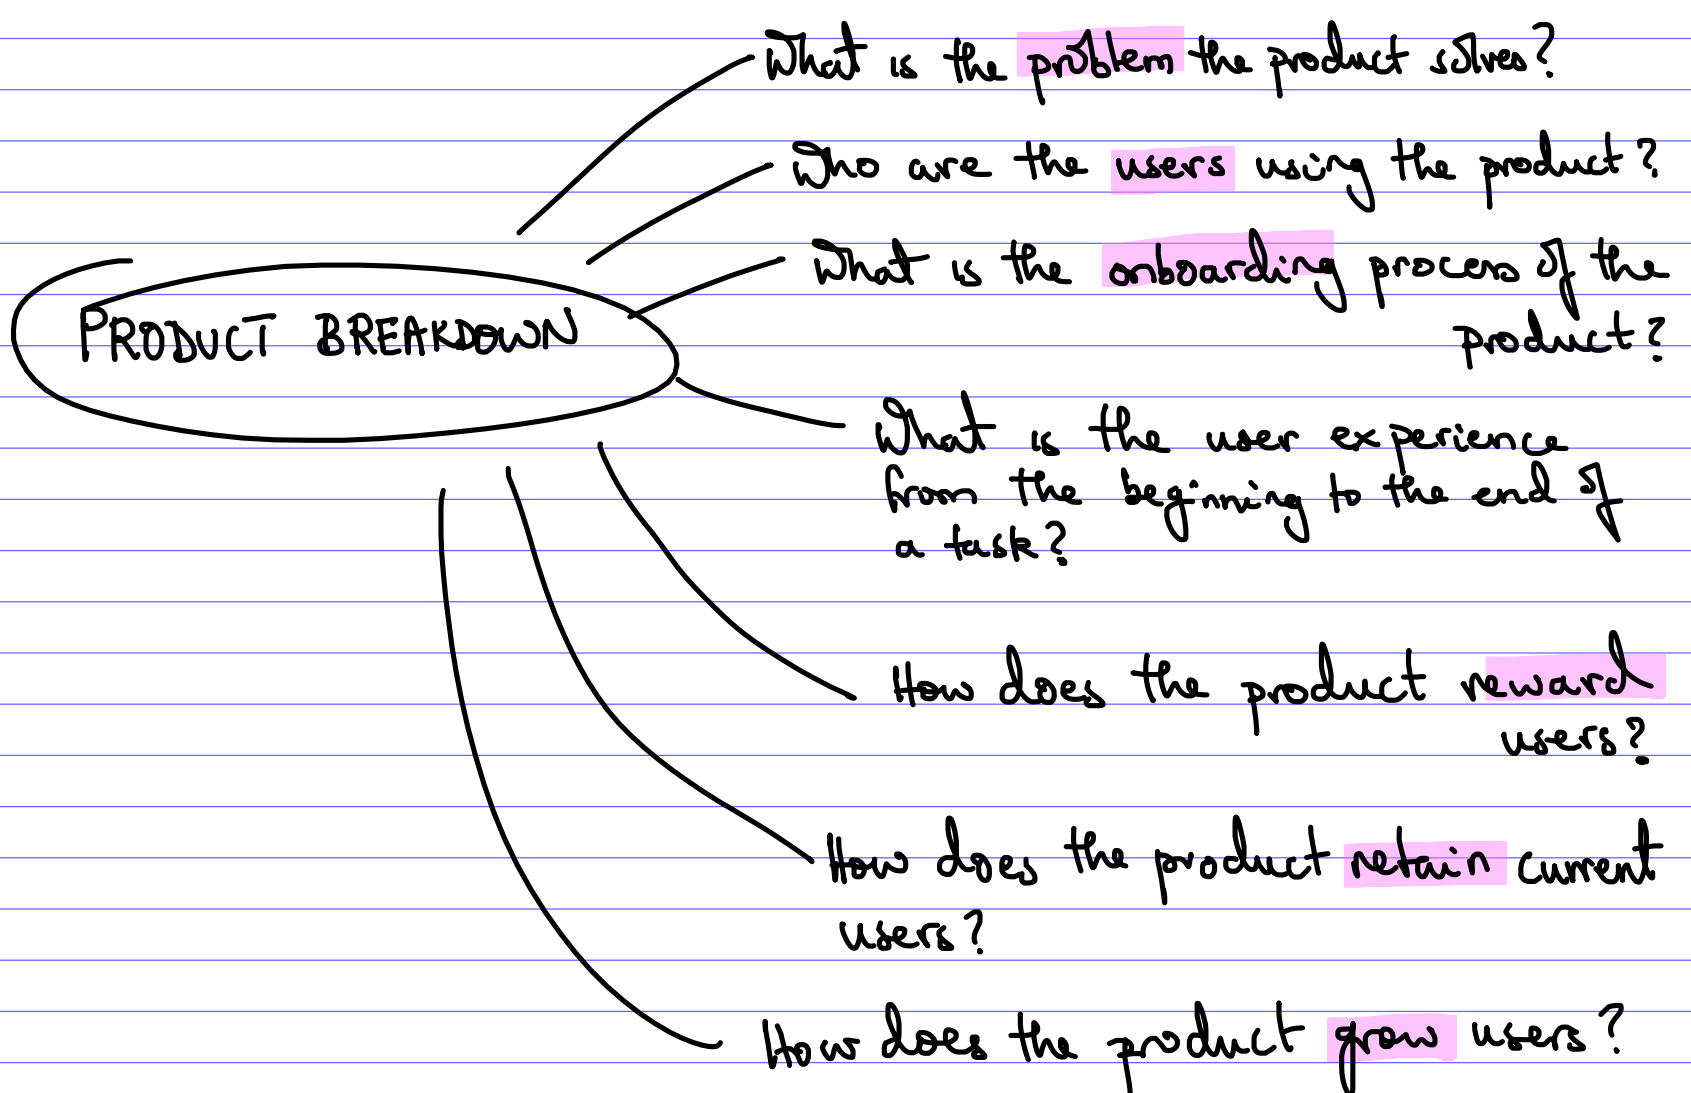 What is the problem the product solves?
Who are the users using the product?
What is the onboarding process of the
product?
PRODUCT BREAKDOWN
What is the user experience
from the beginning to the end of
a task?
How does the product reward
users?
How does the product retain current
users?
How does the product grow users?